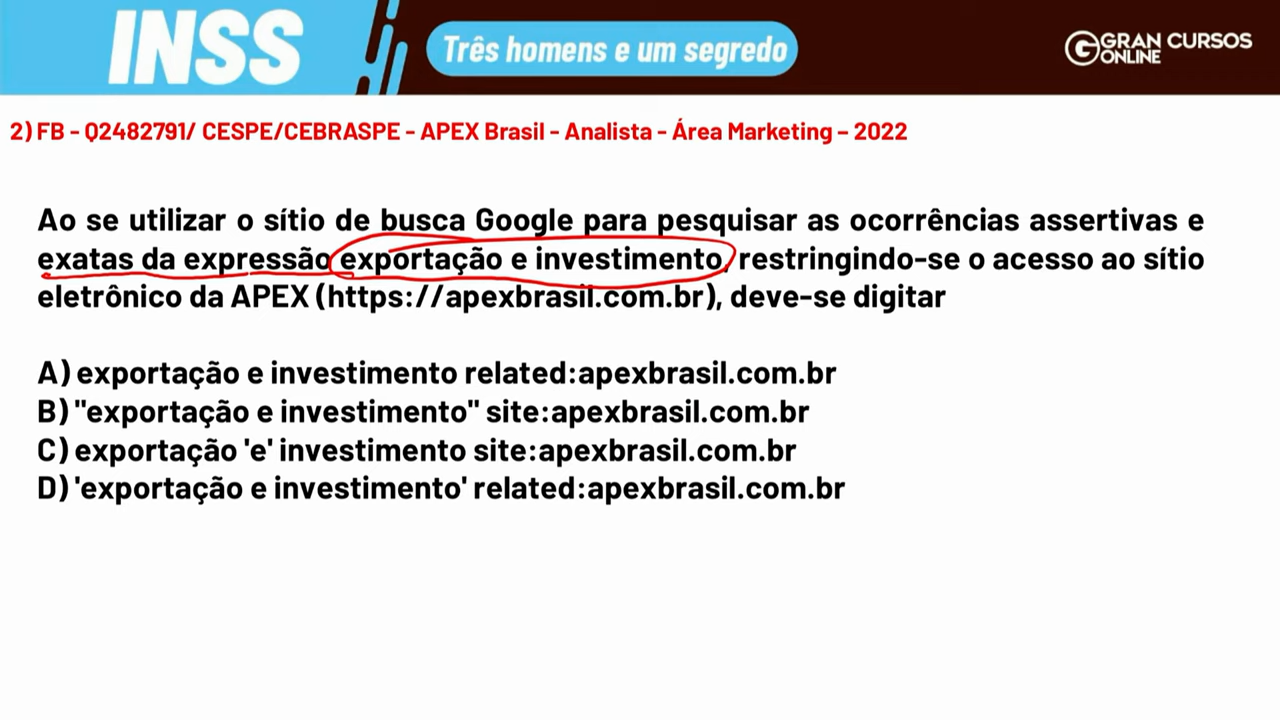 INSS
Três homens e um segredo
GRAN CURSOS
ONLINE
2) FB - Q2482791/ CESPE/CEBRASPE - APEX Brasil - Analista - Área Marketing – 2022
Ao se utilizar o sítio de busca Google para pesquisar as ocorrências assertivas e
exatas da expressão exportação e investimento, restringindo-se o acesso ao sítio
eletrônico da APEX (https://apexbrasil.com.br), deve-se digitar
A) exportação e investimento related:apexbrasil.com.br
B) "exportação e investimento" site:apexbrasil.com.br
C) exportação 'e' investimento site:apexbrasil.com.br
D) 'exportação e investimento' related:apexbrasil.com.br